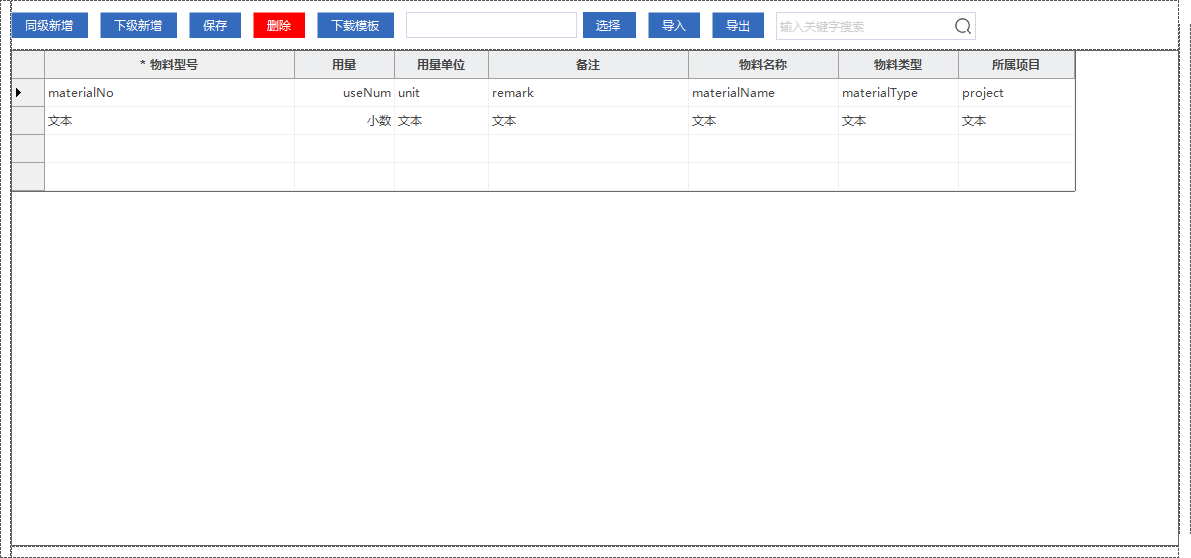 同级新增 下级新增 保存 删除 下载模板 选择 导入 导出 输入关键字搜索
* 物料型号 用量 用量单位 备注 物料名称 物料类型 所属项目
materialNo useNum unit remark materialName materialType project
文本 小数 文本 文本 文本 文本 文本